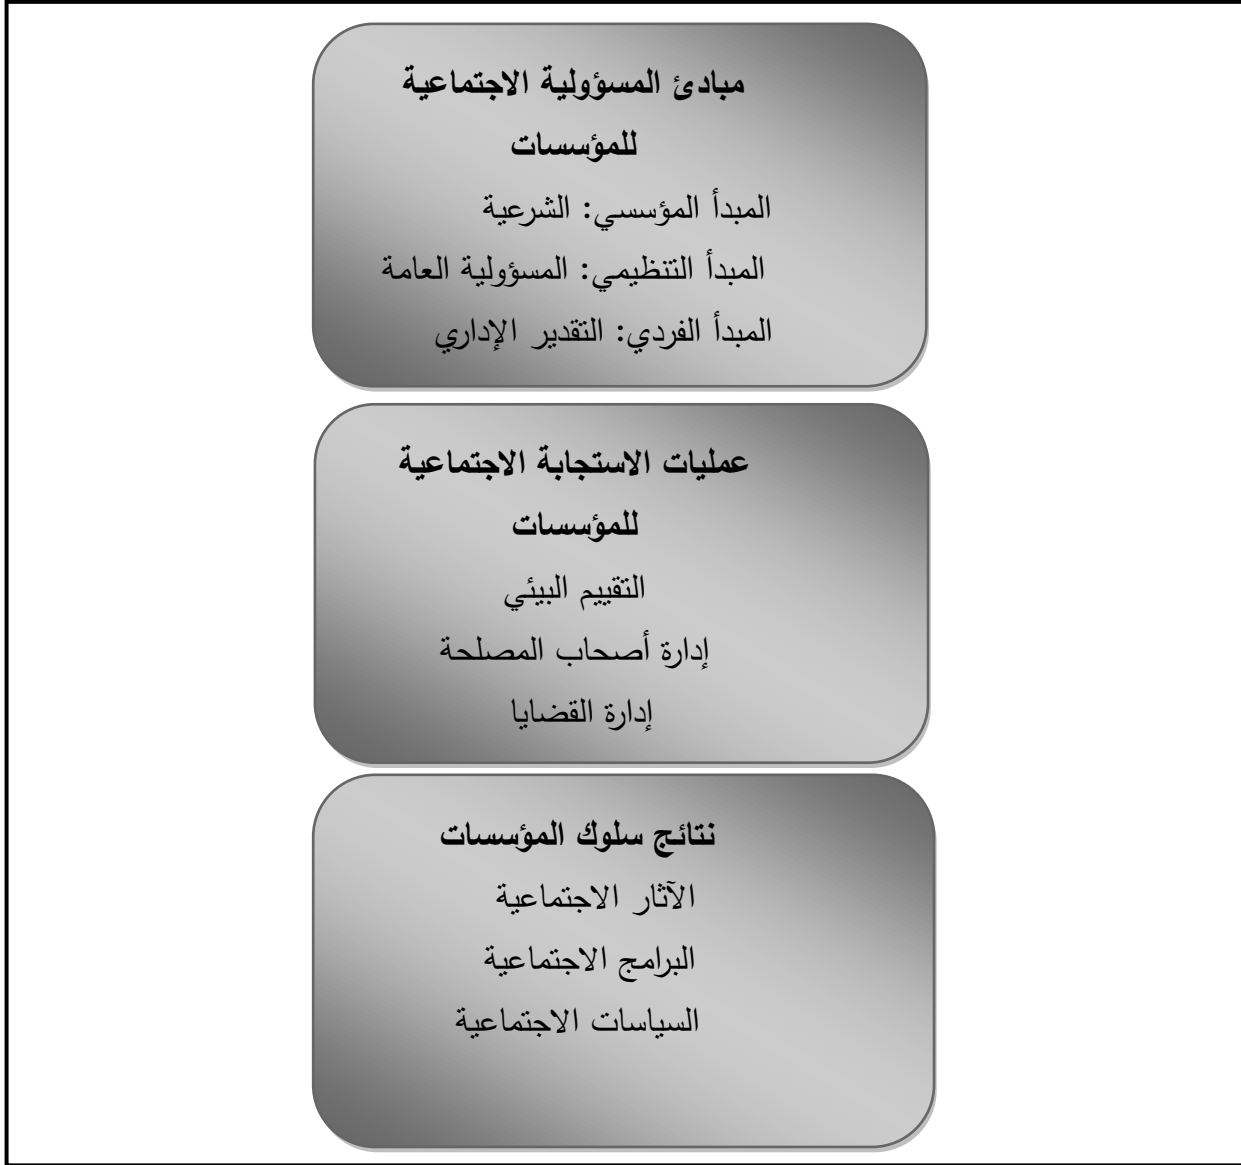 مبادئ المسؤولية الاجتماعية
للمؤسسات
المبدأ المؤسسي: الشرعية
المبدأ التنظيمي: المسؤولية العامة
المبدأ الفردي: التقدير الإداري
عمليات الاستجابة الاجتماعية
للمؤسسات
التقييم البيئي
إدارة أصحاب المصلحة
إدارة القضايا
نتائج سلوك المؤسسات
الآثار الاجتماعية
البرامج الاجتماعية
السياسات الاجتماعية